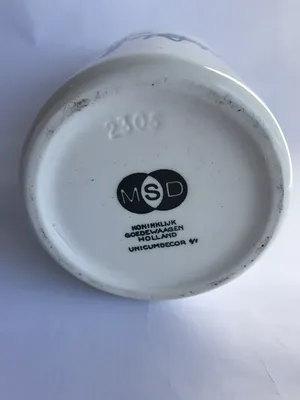 2306
MSD
KONINKLIJK
GOEDEWAAGEN
HOLLAND
UNICUMDECOR